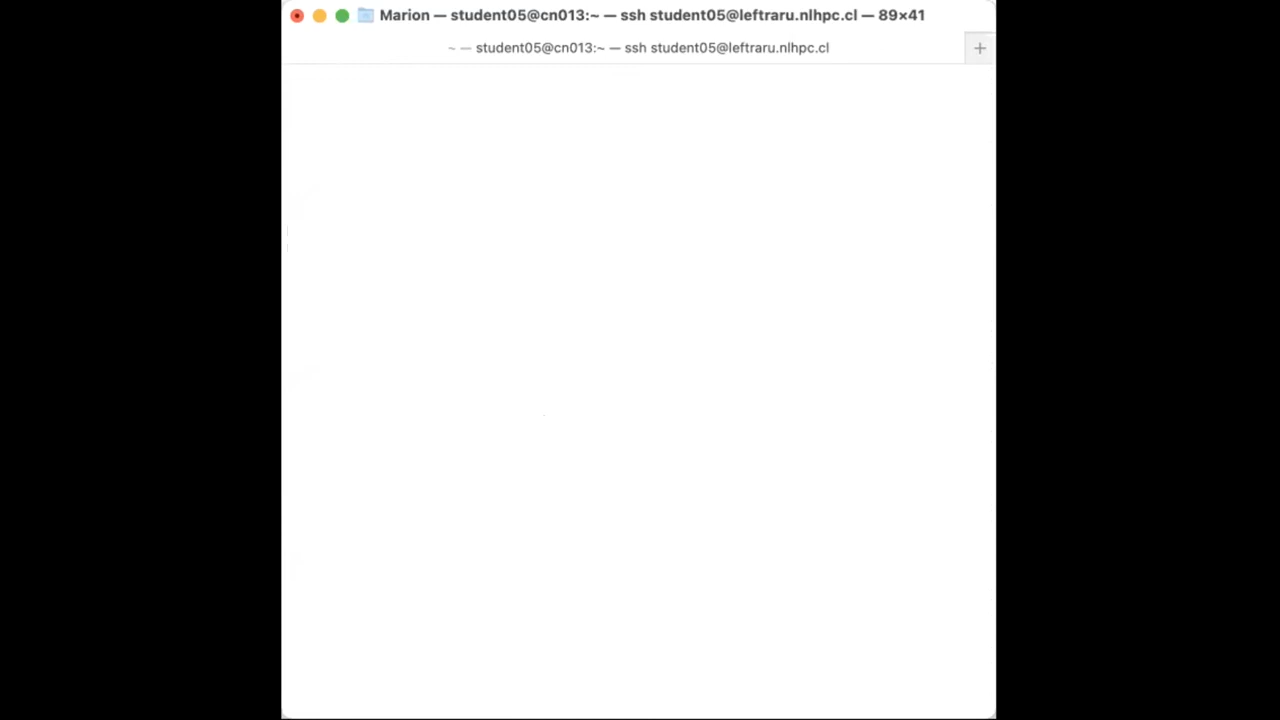 Marion — student05@cn013:~ — ssh student05@leftraru.nlhpc.cl — 89×41
~ — student05@cn013:~ — ssh student05@leftraru.nlhpc.cl
+